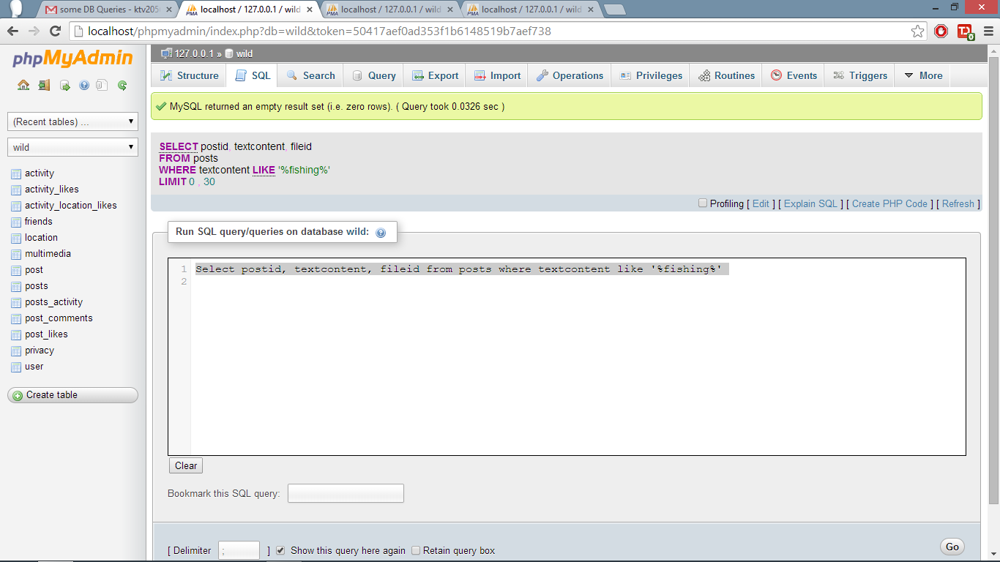 some DB Queries - ktv205
localhost / 127.0.0.1 / wild
localhost / 127.0.0.1 / wild
localhost / 127.0.0.1 / wild
localhost/phpmyadmin/index.php?db=wild&token=50417aef0ad353f1b6148519b7aef738
phpMyAdmin
127.0.0.1 » wild
Structure SQL Search Query Export Import Operations Privileges Routines Events Triggers More
MySQL returned an empty result set (i.e. zero rows). ( Query took 0.0326 sec )
(Recent tables) ...
wild
activity
activity_likes
activity_location_likes
friends
location
multimedia
post
posts
posts_activity
post_comments
post_likes
privacy
user
Create table
SELECT postid, textcontent, fileid
FROM posts
WHERE textcontent LIKE '%fishing%'
LIMIT 0 , 30
Profiling [ Edit ] [ Explain SQL ] [ Create PHP Code ] [ Refresh ]
Run SQL query/queries on database wild:
1 Select postid, textcontent, fileid from posts where textcontent like '%fishing%'
2
Clear
Bookmark this SQL query:
[ Delimiter ; ] Show this query here again Retain query box
Go